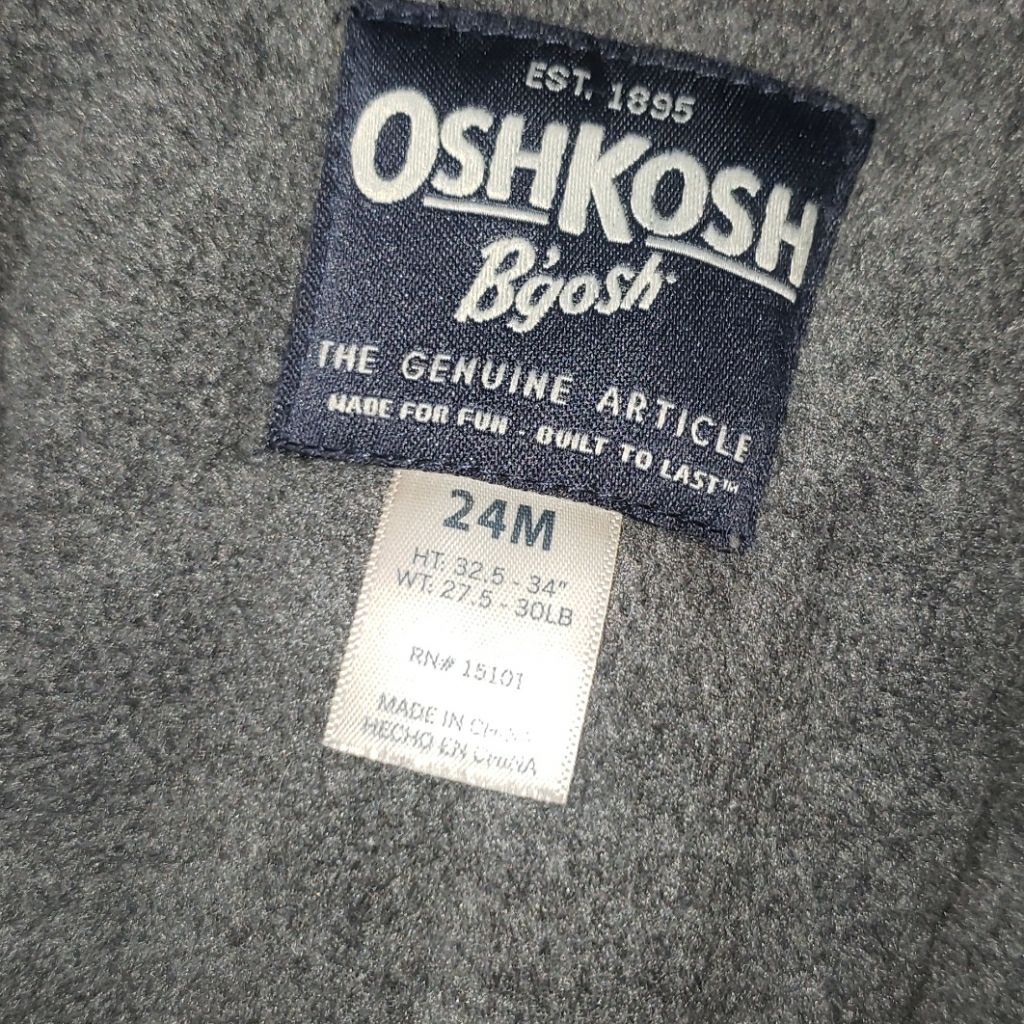 EST. 1895
OSHKOSH
B'gosh
THE GENUINE ARTICLE
MADE FOR FUN - BUILT TO LAST™
24M
HT: 32.5 - 34"
WT: 27.5 - 30LB
RN# 15101
MADE IN CHINA
HECHO EN CHINA